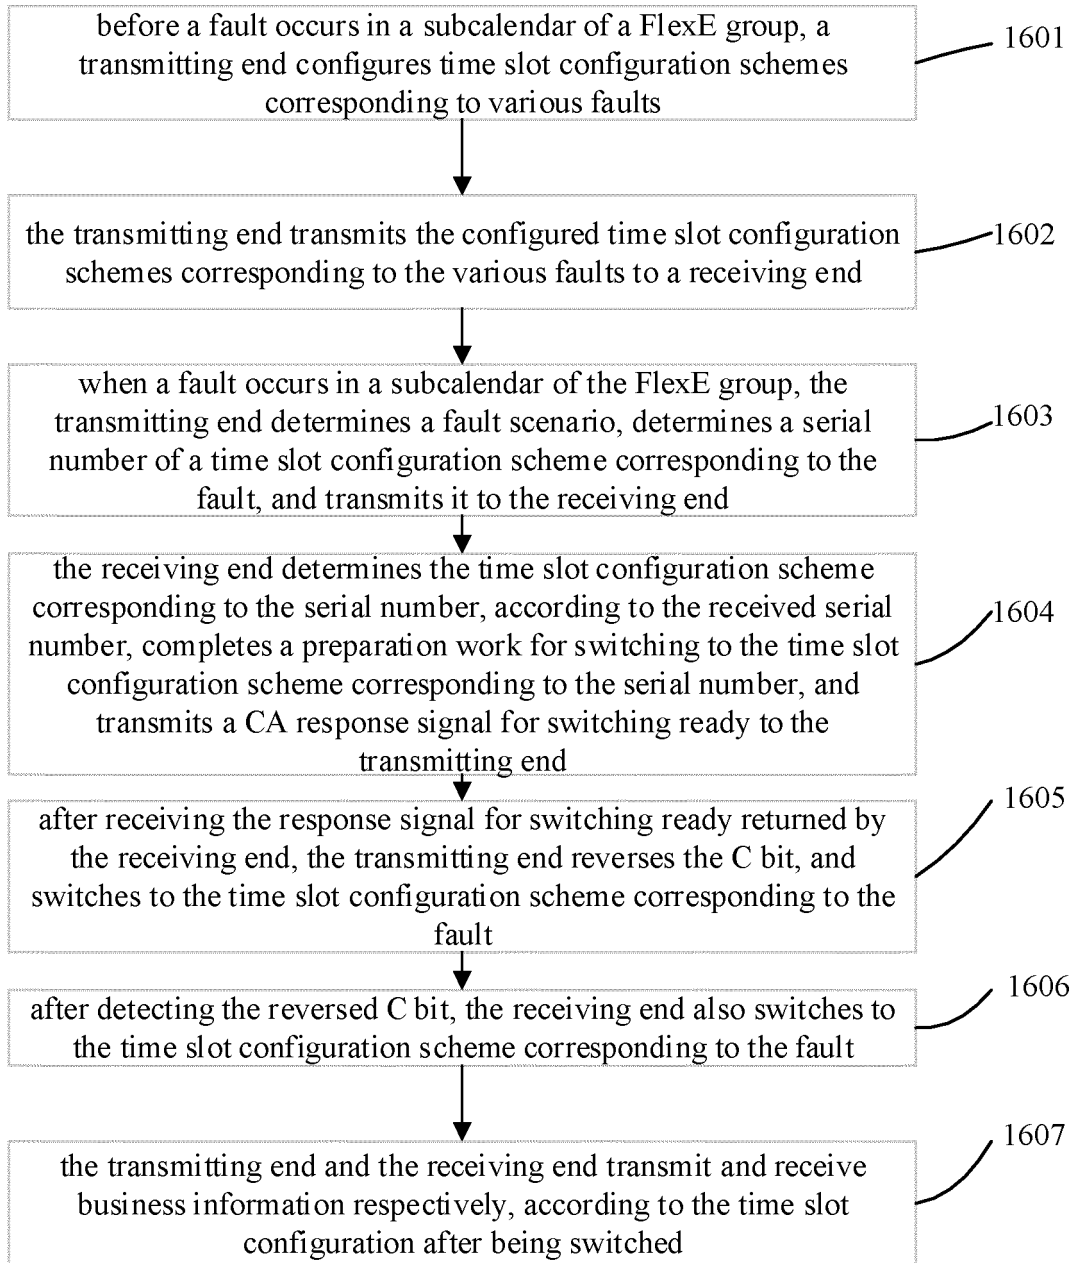 before a fault occurs in a subcalendar of a FlexE group, a
transmitting end configures time slot configuration schemes
corresponding to various faults
1601
the transmitting end transmits the configured time slot configuration
schemes corresponding to the various faults to a receiving end
1602
when a fault occurs in a subcalendar of the FlexE group, the
transmitting end determines a fault scenario, determines a serial
number of a time slot configuration scheme corresponding to the
fault, and transmits it to the receiving end
1603
the receiving end determines the time slot configuration scheme
corresponding to the serial number, according to the received serial
number, completes a preparation work for switching to the time slot
configuration scheme corresponding to the serial number, and
transmits a CA response signal for switching ready to the
transmitting end
1604
after receiving the response signal for switching ready returned by
the receiving end, the transmitting end reverses the C bit, and
switches to the time slot configuration scheme corresponding to the
fault
1605
after detecting the reversed C bit, the receiving end also switches to
the time slot configuration scheme corresponding to the fault
1606
the transmitting end and the receiving end transmit and receive
business information respectively, according to the time slot
configuration after being switched
1607